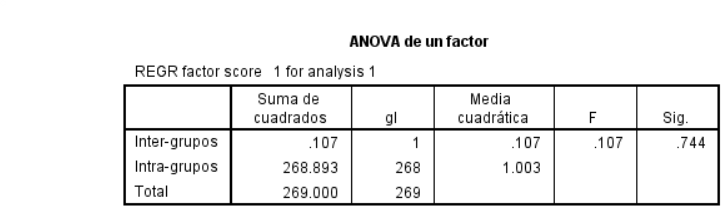 ANOVA de un factor
REGR factor score 1 for analysis 1
Suma de cuadrados gl Media cuadrática F Sig.
Inter-grupos .107 1 .107 .107 .744
Intra-grupos 268.893 268 1.003
Total 269.000 269